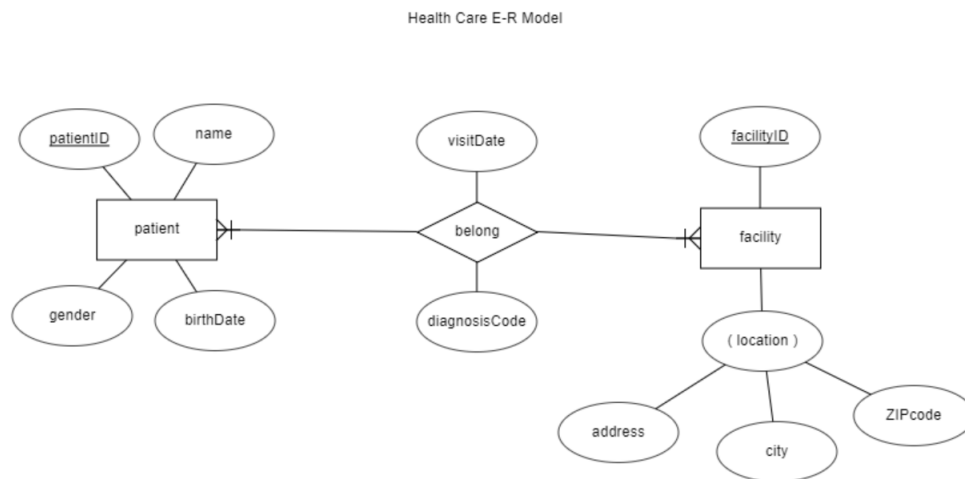 Health Care E-R Model
patientID
name
visitDate
facilityID
patient
belong
facility
gender
birthDate
diagnosisCode
( location )
address
city
ZIPcode